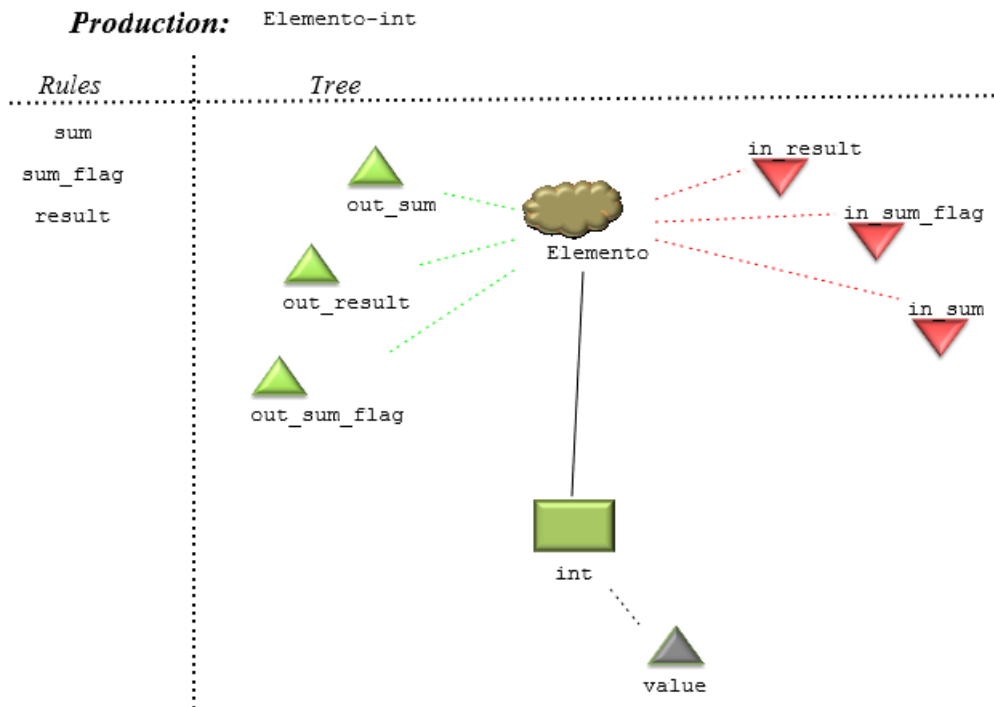 Production: Elemento-int
Rules Tree
sum
sum_flag
result
in_result
out_sum
in_sum_flag
Elemento
out_result
in_sum
out_sum_flag
int
value